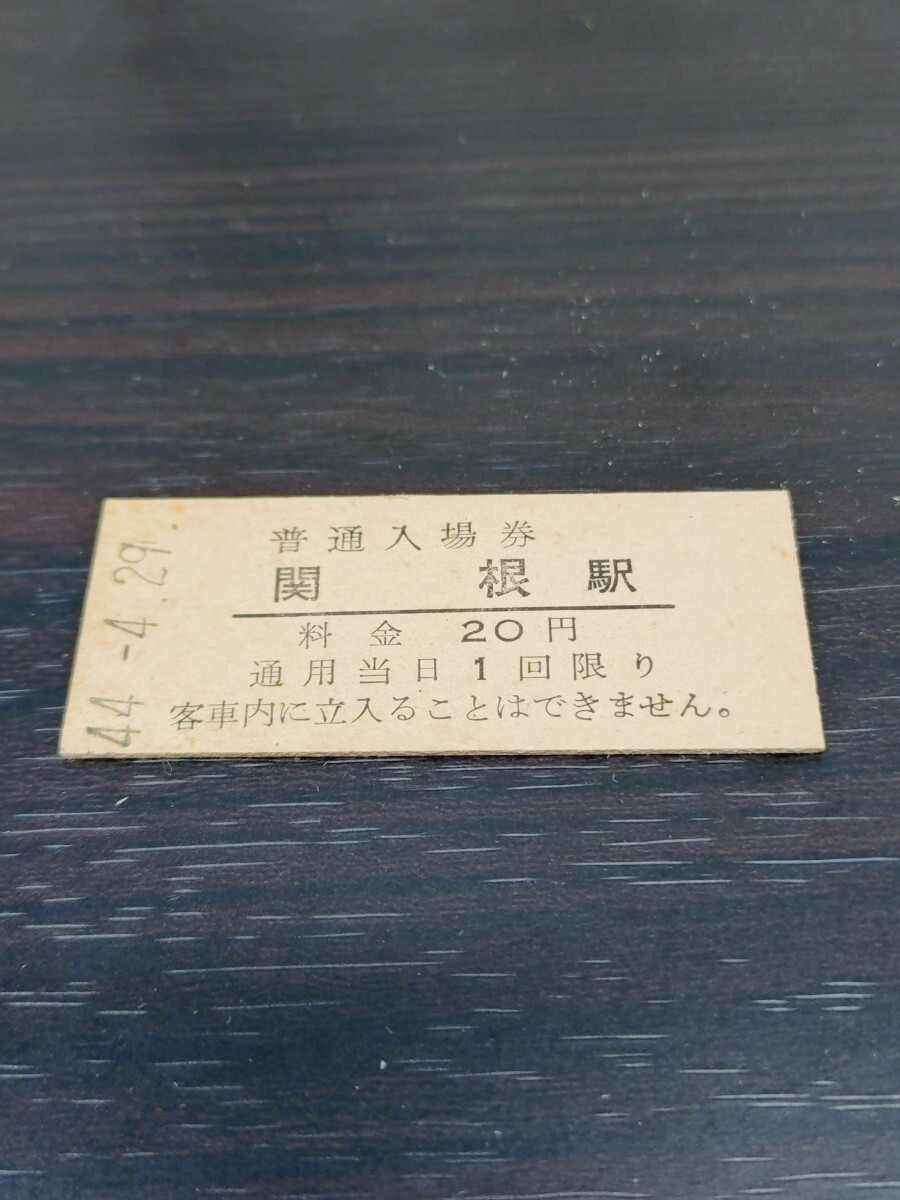 普通入場券
関根駅
料金 20円
通用当日1回限り
客車内に立入ることはできません。
44-4.29.